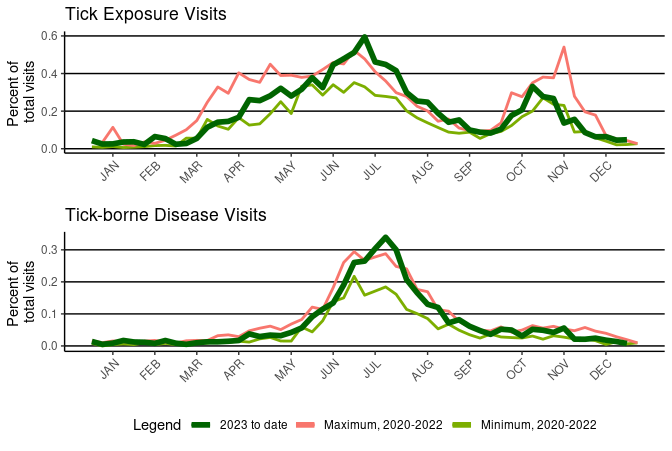 Tick Exposure Visits
Percent of
total visits
0.6
0.4
0.2
0.0
JAN FEB MAR APR MAY JUN JUL AUG SEP OCT NOV DEC
Tick-borne Disease Visits
Percent of
total visits
0.3
0.2
0.1
0.0
JAN FEB MAR APR MAY JUN JUL AUG SEP OCT NOV DEC
Legend 2023 to date Maximum, 2020-2022 Minimum, 2020-2022